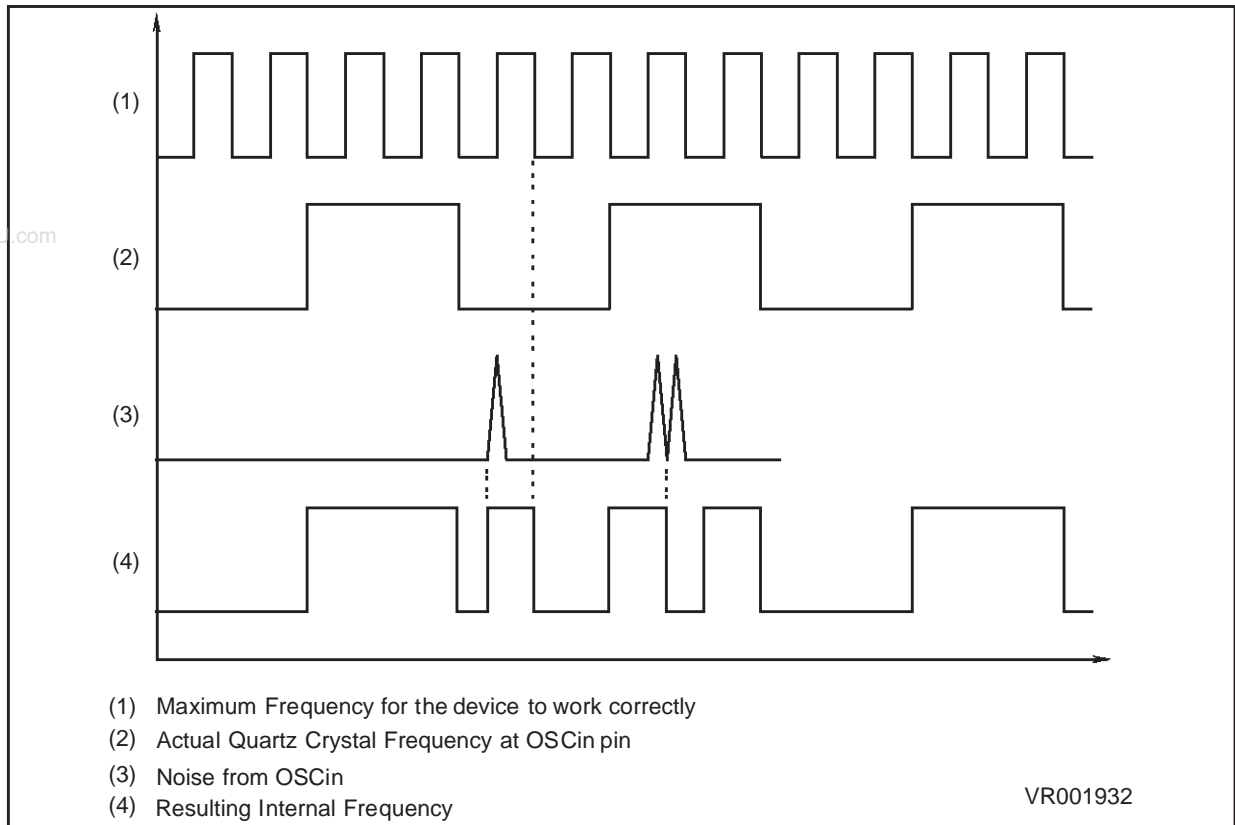 (1)
(2)
J.com
(3)
(4)
(1) Maximum Frequency for the device to work correctly
(2) Actual Quartz Crystal Frequency at OSCin pin
(3) Noise from OSCin
(4) Resulting Internal Frequency
VR001932